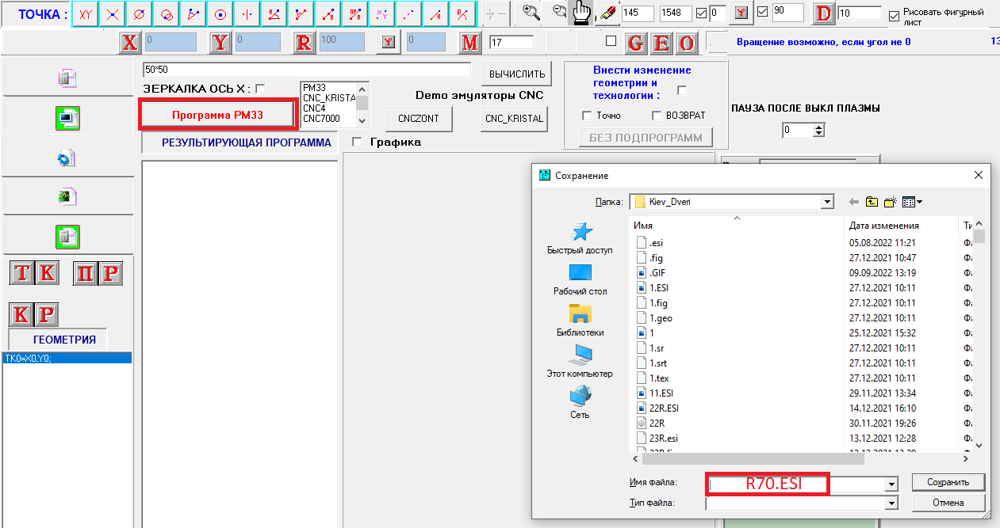 ТОЧКА :
XY
145
1548
0
Y
90
D
10
Рисовать фигурный
лист
X
0
Y
0
R
100
Y
0
M
17
G E O
Вращение возможно, если угол не 0
13
50*50
ВЫЧИСЛИТЬ
ЗЕРКАЛКА ОСЬ X :
PM33
CNC_KRISTA
CNC4
CNC7000
Demo эмуляторы CNC
CNCZONT
CNC_KRISTAL
Программа PM33
Внести изменение
геометрии и
технологии :
Точно
ВОЗВРАТ
БЕЗ ПОДПРОГРАММ
ПАУЗА ПОСЛЕ ВЫКЛ ПЛАЗМЫ
0
РЕЗУЛЬТИРУЮЩАЯ ПРОГРАММА
Графика
Т К П Р
К Р
ГЕОМЕТРИЯ
TK0=X0,Y0;
Сохранение
Папка:
Kiev_Dveri
Быстрый доступ
Рабочий стол
Библиотеки
Этот компьютер
Сеть
Имя
Дата изменения
Ти
.esi 05.08.2022 11:21
.fig 27.12.2021 10:47
.GIF 09.09.2022 13:19
1.ESI 27.12.2021 10:11
1.fig 27.12.2021 10:11
1.geo 27.12.2021 10:11
1 25.12.2021 15:32
1.sr 27.12.2021 10:11
1.srt 27.12.2021 10:11
1.tex 27.12.2021 10:11
11.ESI 29.11.2021 13:34
22R.ESI 14.12.2021 16:10
22R 30.11.2021 19:26
23R.esi 13.12.2021 12:28
Имя файла:
R70.ESI
Сохранить
Тип файла:
Отмена